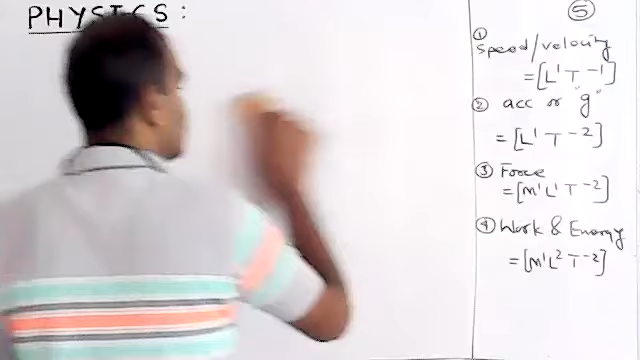 PHYSICS :
⑤
① Speed/velocity
= [L¹ T⁻¹]
② acc or "g"
= [L¹ T⁻²]
③ Force
= [M¹ L¹ T⁻²]
④ Work & Energy
= [M¹ L² T⁻²]